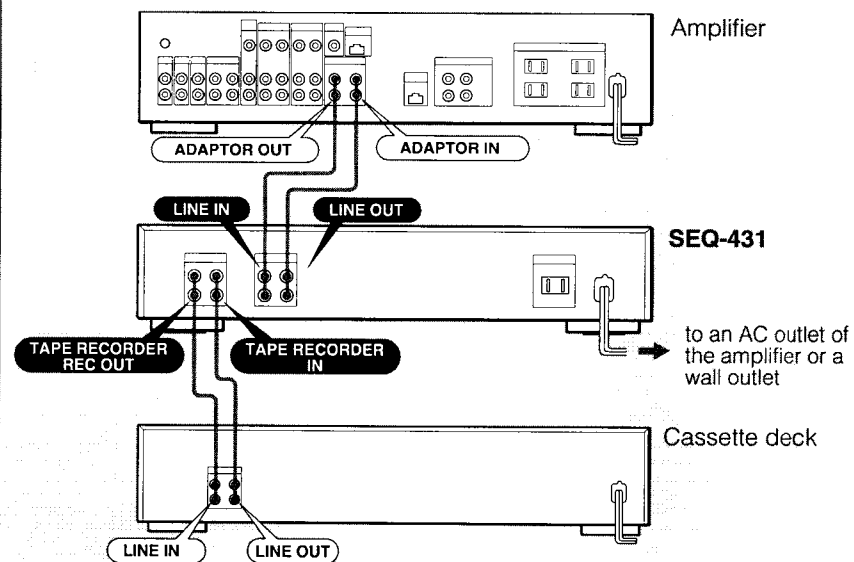 Amplifier
ADAPTOR OUT
ADAPTOR IN
LINE IN
LINE OUT
SEQ-431
TAPE RECORDER
REC OUT
TAPE RECORDER
IN
to an AC outlet of
the amplifier or a
wall outlet
Cassette deck
LINE IN
LINE OUT